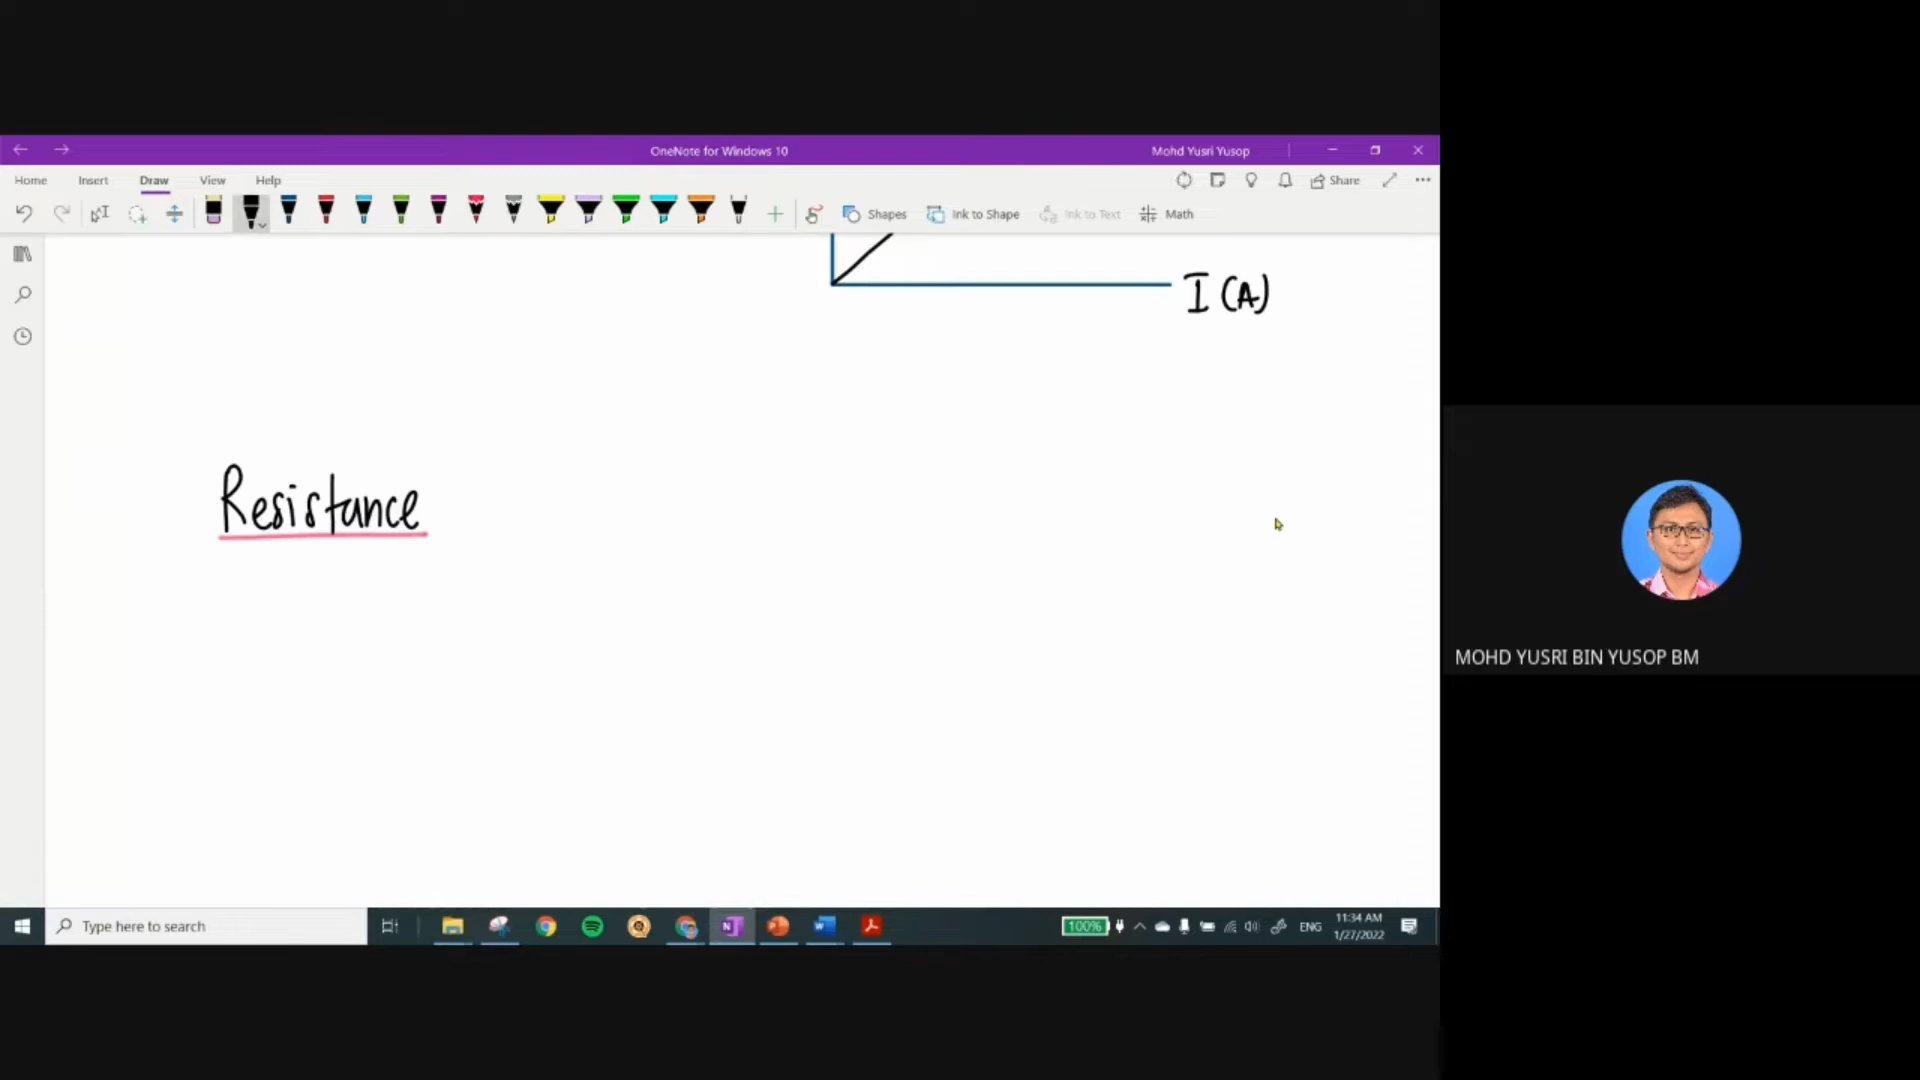 OneNote for Windows 10
Mohd Yusri Yusop
Home Insert Draw View Help
Share
Shapes Ink to Shape Ink to Text Math
I (A)
Resistance
MOHD YUSRI BIN YUSOP BM
Type here to search
100%
ENG
11:34 AM
1/27/2022